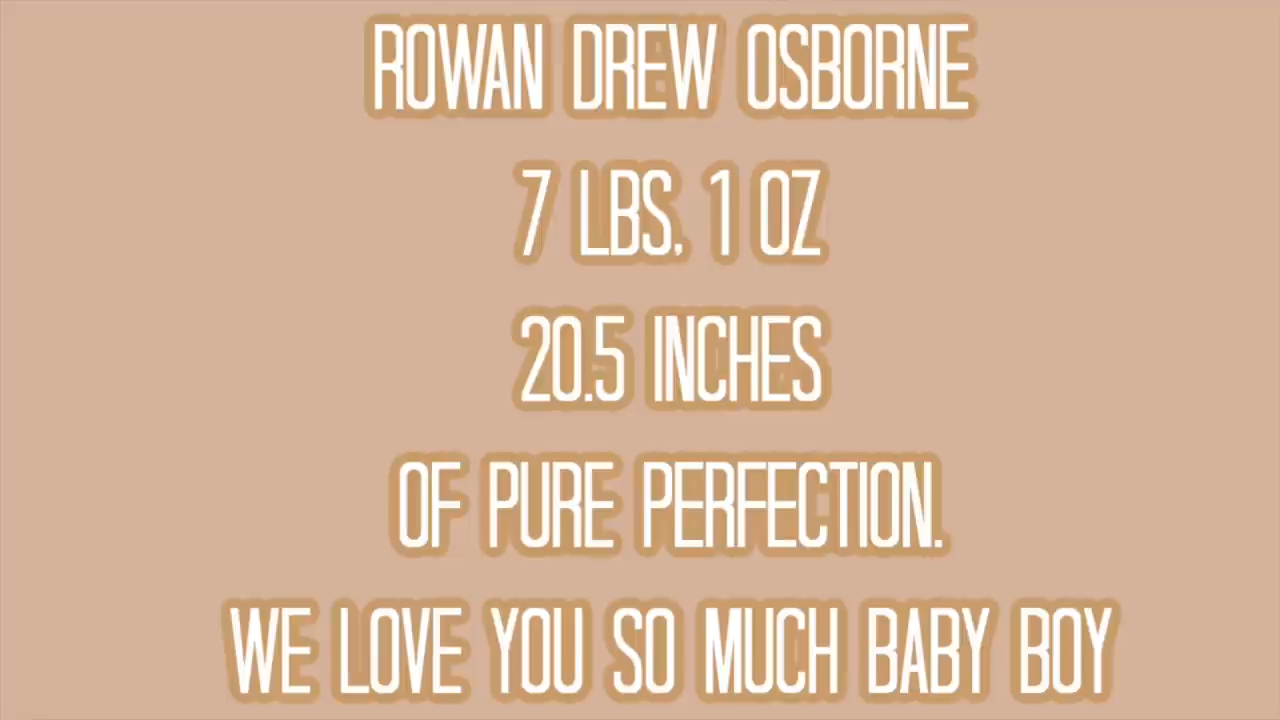 ROWAN DREW OSBORNE
7 LBS, 1 OZ
20.5 INCHES
OF PURE PERFECTION.
WE LOVE YOU SO MUCH BABY BOY